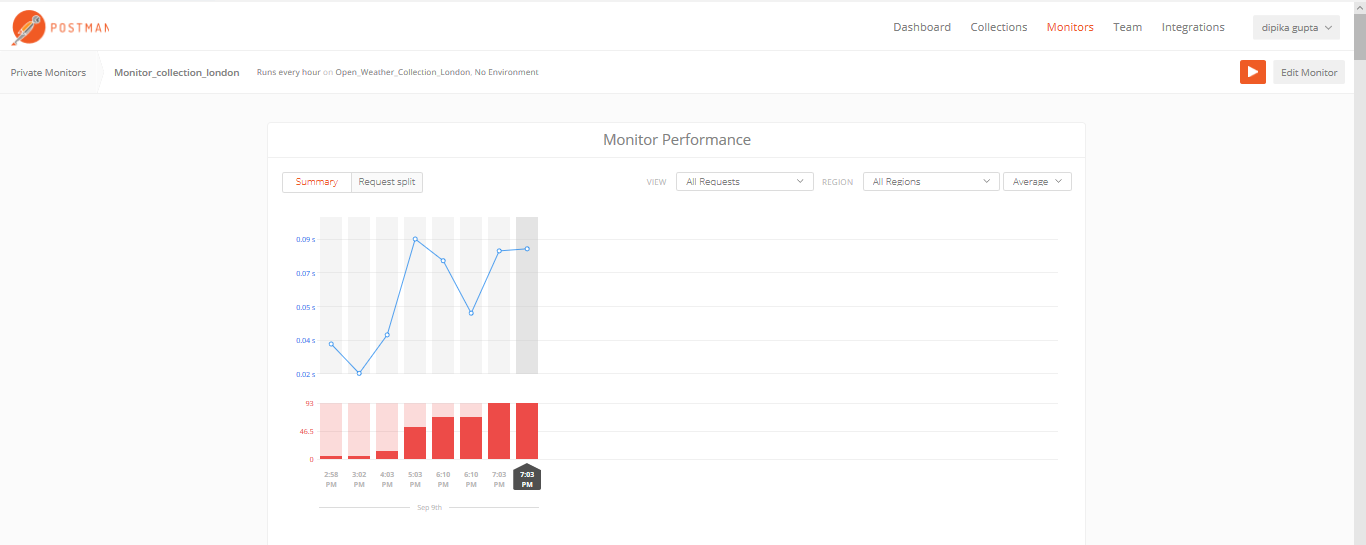 POSTMAN
Dashboard Collections Monitors Team Integrations dipika gupta
Private Monitors Monitor_collection_london Runs every hour on Open_Weather_Collection_London, No Environment Edit Monitor
Monitor Performance
Summary Request split VIEW All Requests REGION All Regions Average
0.09 s
0.07 s
0.05 s
0.04 s
0.02 s
93
46.5
0
2:58 3:02 4:03 5:03 6:10 6:10 7:03 7:03
PM PM PM PM PM PM PM PM
Sep 9th